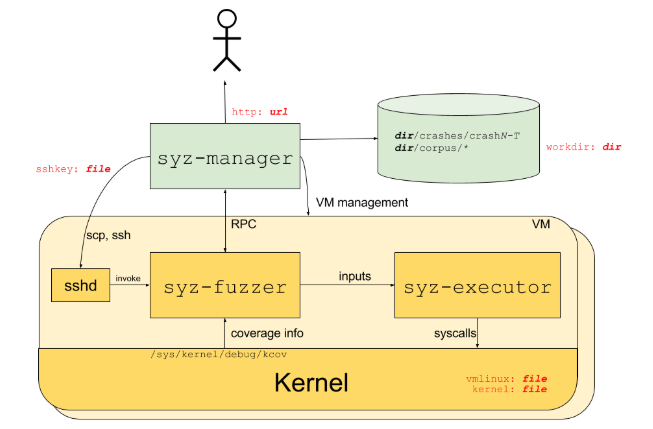 http: url
dir/crashes/crashN-T
dir/corpus/*
workdir: dir
syz-manager
sshkey: file
VM management
RPC
VM
scp, ssh
sshd
invoke
syz-fuzzer
inputs
syz-executor
coverage info
syscalls
/sys/kernel/debug/kcov
Kernel
vmlinux: file
kernel: file